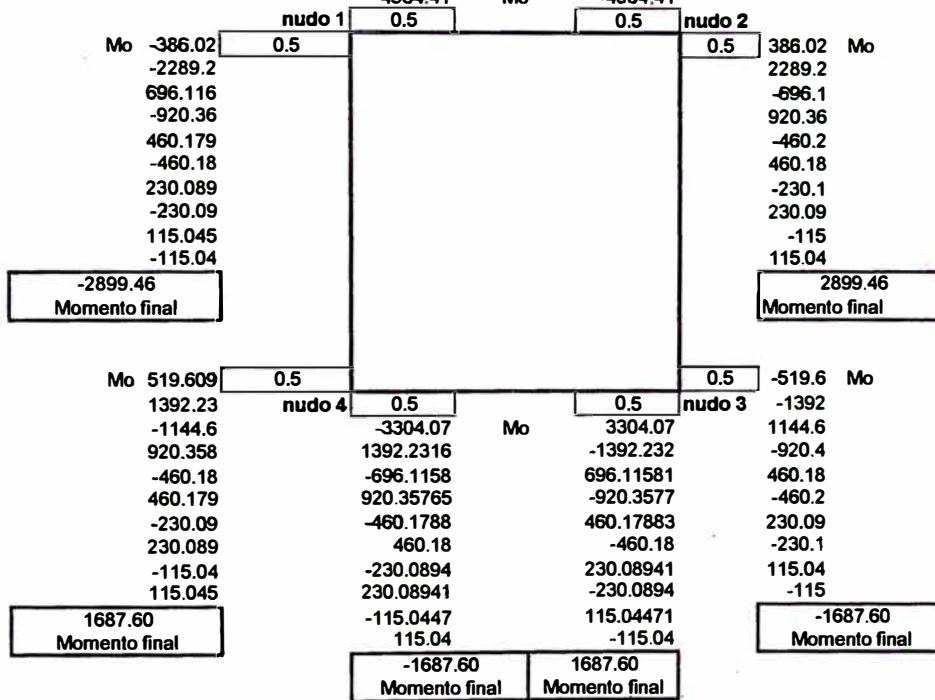 Mo
nudo 1 0.5 0.5 nudo 2
Mo -386.02 0.5 0.5 386.02 Mo
-2289.2 2289.2
696.116 -696.1
-920.36 920.36
460.179 -460.2
-460.18 460.18
230.089 -230.1
-230.09 230.09
115.045 -115
-115.04 115.04
-2899.46 2899.46
Momento final Momento final
Mo 519.609 0.5 0.5 -519.6 Mo
1392.23 nudo 4 0.5 0.5 nudo 3 -1392
-1144.6 -3304.07 Mo 3304.07 1144.6
920.358 1392.2316 -1392.232 -920.4
-460.18 -696.1158 696.11581 460.18
460.179 920.35765 -920.3577 -460.2
-230.09 -460.1788 460.17883 230.09
230.089 460.18 -460.18 -230.1
-115.04 -230.0894 230.08941 115.04
115.045 230.08941 -230.0894 -115
1687.60 -115.0447 115.04471 -1687.60
Momento final 115.04 -115.04 Momento final
-1687.60 1687.60
Momento final Momento final